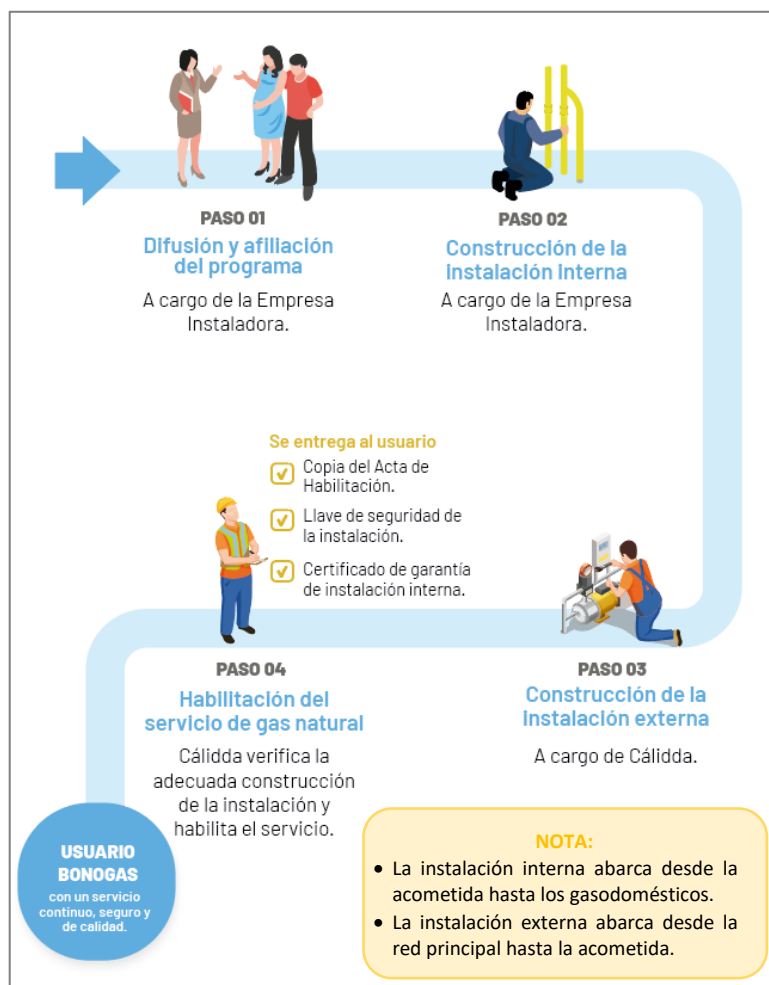 PASO 01
Difusión y afiliación
del programa
A cargo de la Empresa
Instaladora.
PASO 02
Construcción de la
instalación interna
A cargo de la Empresa
Instaladora.
PASO 03
Construcción de la
instalación externa
A cargo de Cálidda.
Se entrega al usuario
Copia del Acta de
Habilitación.
Llave de seguridad de
la instalación.
Certificado de garantía
de instalación interna.
PASO 04
Habilitación del
servicio de gas natural
Cálidda verifica la
adecuada construcción
de la instalación y
habilita el servicio.
USUARIO
BONOGAS
con un servicio
continuo, seguro y
de calidad.
NOTA:
• La instalación interna abarca desde la
acometida hasta los gasodomésticos.
• La instalación externa abarca desde la
red principal hasta la acometida.